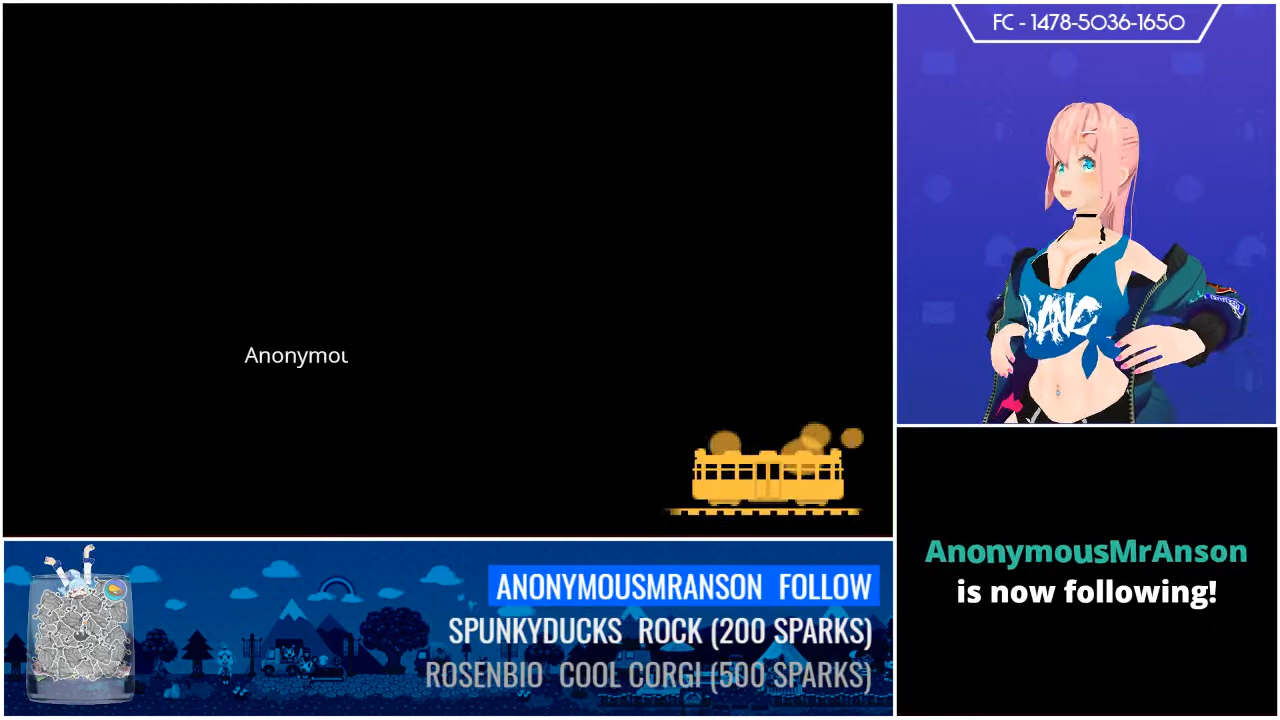 FC - 1478-5036-1650
Anonymou
AnonymousMrAnson
is now following!
ANONYMOUSMRANSON FOLLOW
SPUNKYDUCKS ROCK (200 SPARKS)
ROSENBIO COOL CORGI (500 SPARKS)